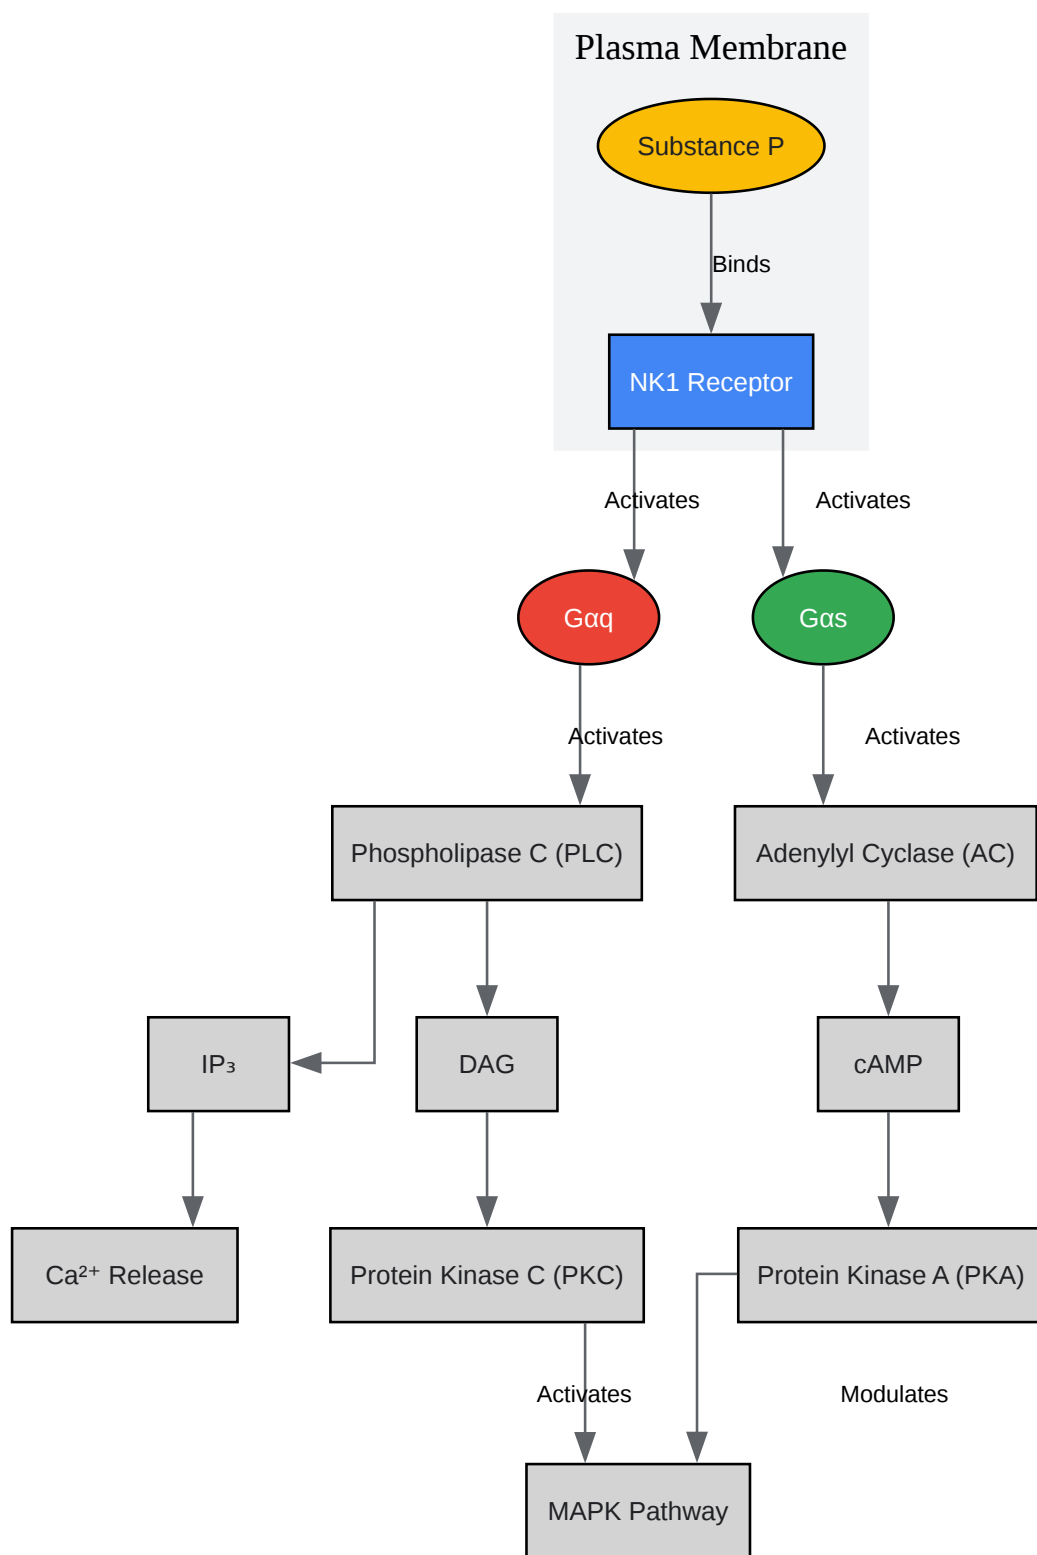 Plasma Membrane
Substance P
Binds
NK1 Receptor
Activates
Activates
Gαq
Gαs
Activates
Activates
Phospholipase C (PLC)
Adenylyl Cyclase (AC)
IP₃
DAG
cAMP
Ca²⁺ Release
Protein Kinase C (PKC)
Protein Kinase A (PKA)
Activates
Modulates
MAPK Pathway